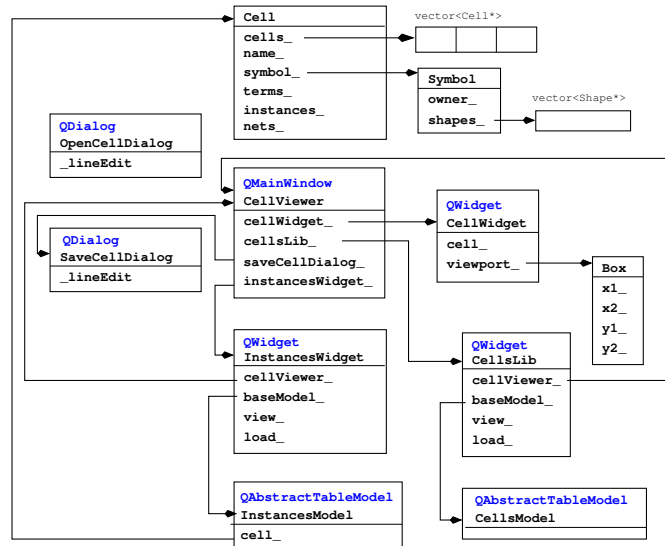 Cell
cells_
name_
symbol_
terms_
instances_
nets_
vector<Cell*>
Symbol
owner_
shapes_
vector<Shape*>
QDialog
OpenCellDialog
_lineEdit
QMainWindow
CellViewer
cellWidget_
cellsLib_
saveCellDialog_
instancesWidget_
QWidget
CellWidget
cell_
viewport_
QDialog
SaveCellDialog
_lineEdit
Box
x1_
x2_
y1_
y2_
QWidget
InstancesWidget
cellViewer_
baseModel_
view_
load_
QWidget
CellsLib
cellViewer_
baseModel_
view_
load_
QAbstractTableModel
InstancesModel
cell_
QAbstractTableModel
CellsModel